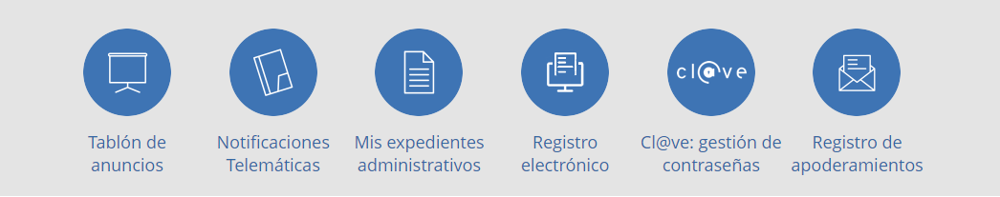 cl@ve
Tablón de
anuncios
Notificaciones
Telemáticas
Mis expedientes
administrativos
Registro
electrónico
Cl@ve: gestión de
contraseñas
Registro de
apoderamientos